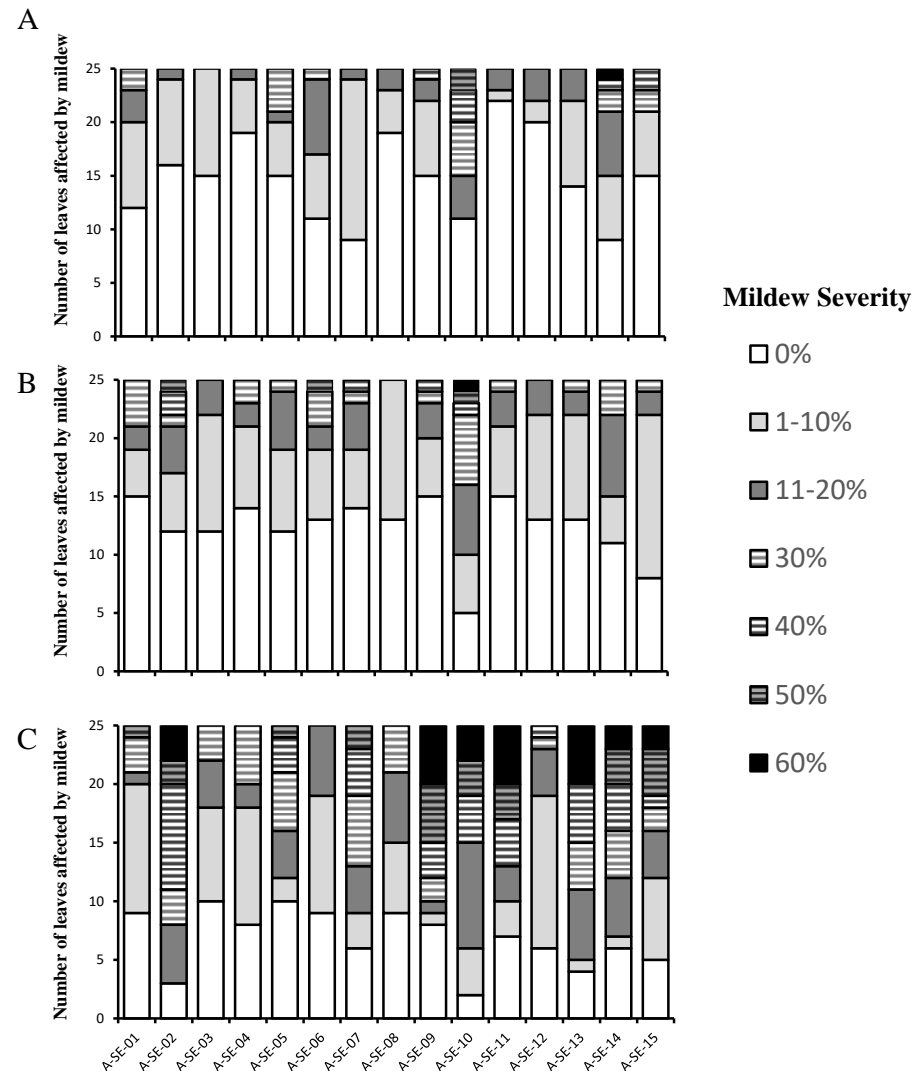 A
Number of leaves affected by mildew
25
20
15
10
5
0
B
Number of leaves affected by mildew
25
20
15
10
5
0
C
Number of leaves affected by mildew
25
20
15
10
5
0
A-SE-01
A-SE-02
A-SE-03
A-SE-04
A-SE-05
A-SE-06
A-SE-07
A-SE-08
A-SE-09
A-SE-10
A-SE-11
A-SE-12
A-SE-13
A-SE-14
A-SE-15
Mildew Severity
0%
1-10%
11-20%
30%
40%
50%
60%